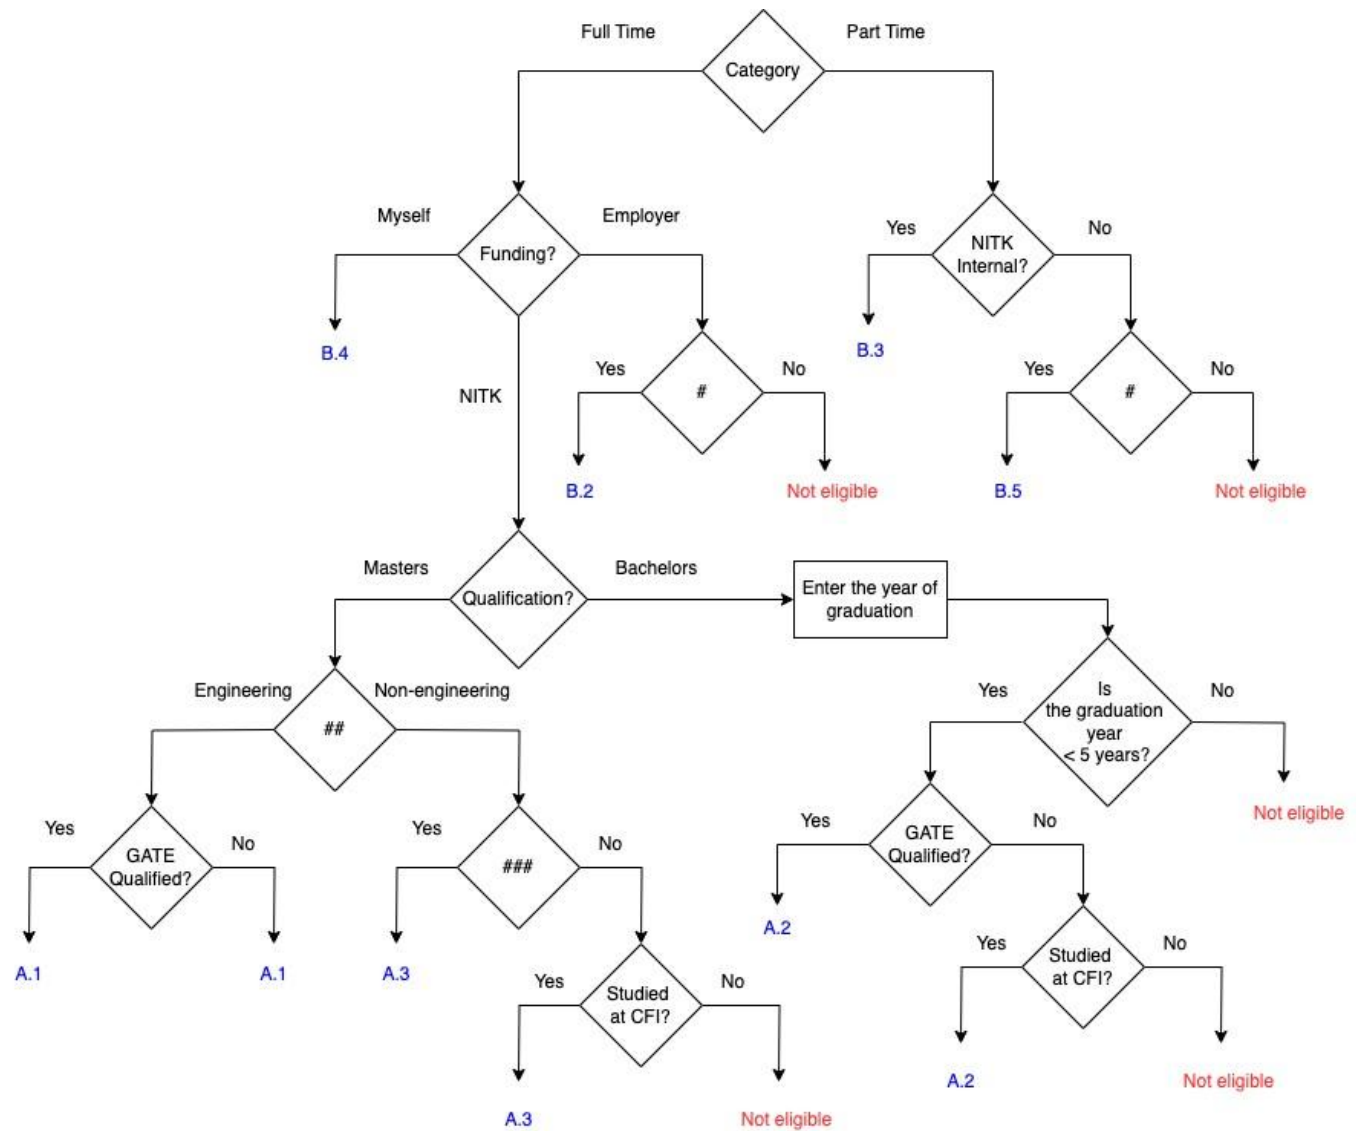 Full Time
Part Time
Category
Myself
Employer
Yes
No
Funding?
NITK
Internal?
B.4
B.3
NITK
Yes
#
No
Yes
#
No
B.2
Not eligible
B.5
Not eligible
Masters
Bachelors
Qualification?
Enter the year of
graduation
Engineering
Non-engineering
##
Yes
Is
the graduation
year
< 5 years?
No
Yes
GATE
Qualified?
No
Yes
###
No
Yes
GATE
Qualified?
No
Not eligible
A.1
A.1
A.3
A.2
Yes
Studied
at CFI?
No
Yes
Studied
at CFI?
No
A.3
Not eligible
A.2
Not eligible